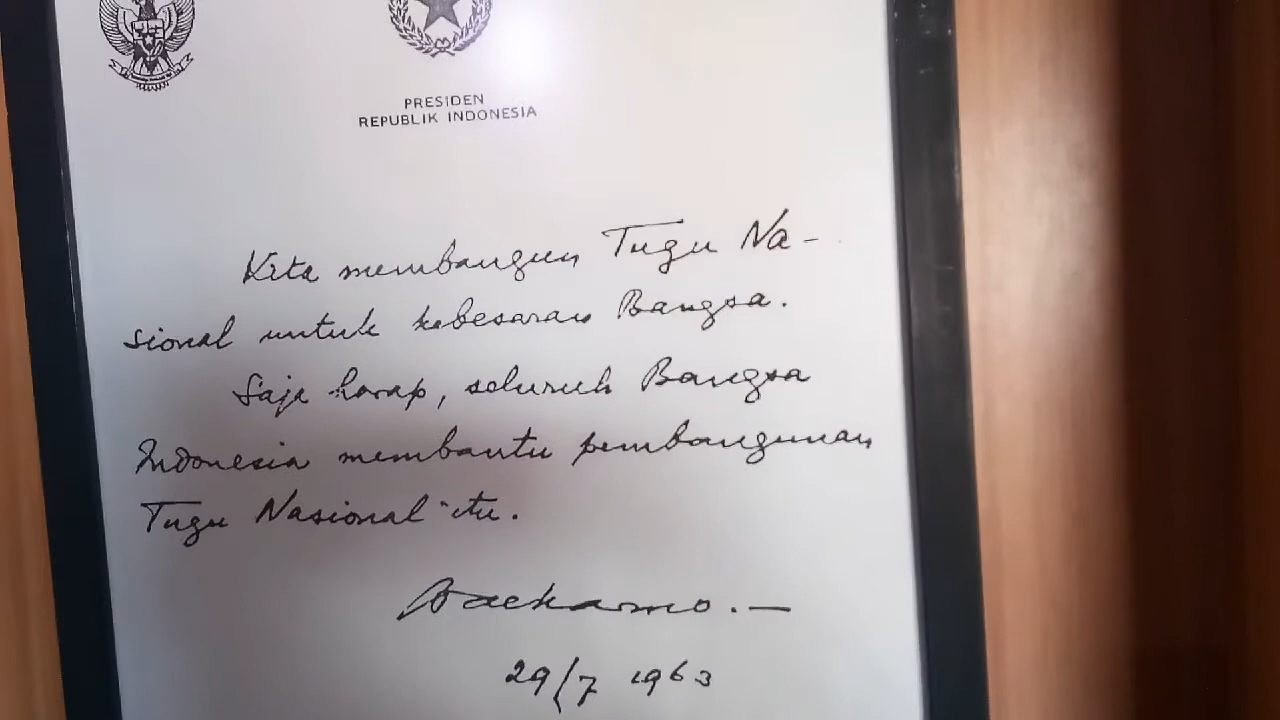 PRESIDEN
REPUBLIK INDONESIA
Kita membangun Tugu Na-
sional untuk kebesaran Bangsa.
Saja harap, seluruh Bangsa
Indonesia membantu pembangunan
Tugu Nasional itu.
Soekarno.—
29/7 1963